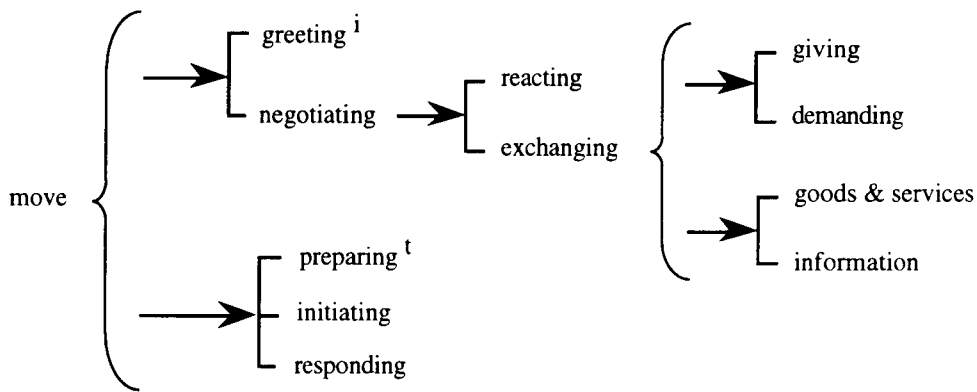 greeting i
giving
reacting
negotiating
demanding
exchanging
move
goods & services
preparing t
information
initiating
responding